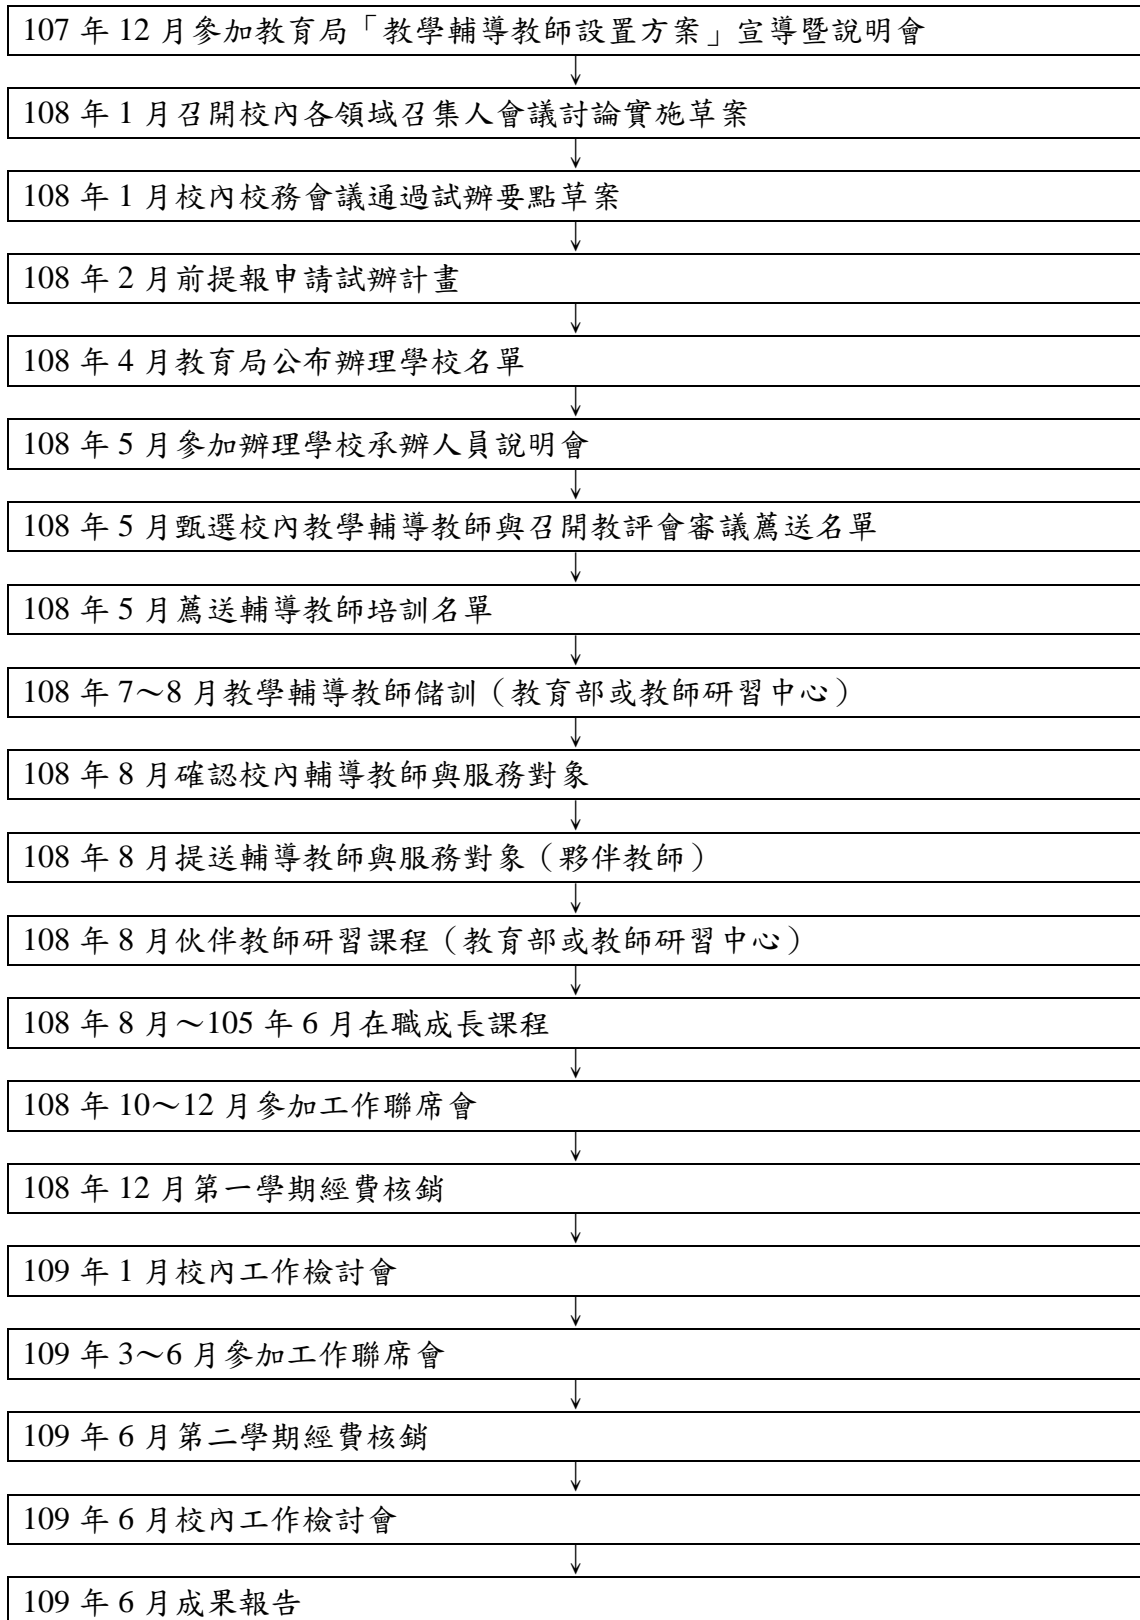 107 年 12 月參加教育局「教學輔導教師設置方案」宣導暨說明會
↓
108 年 1 月召開校內各領域召集人會議討論實施草案
↓
108 年 1 月校內校務會議通過試辦要點草案
↓
108 年 2 月前提報申請試辦計畫
↓
108 年 4 月教育局公布辦理學校名單
↓
108 年 5 月參加辦理學校承辦人員說明會
↓
108 年 5 月甄選校內教學輔導教師與召開教評會審議薦送名單
↓
108 年 5 月薦送輔導教師培訓名單
↓
108 年 7～8 月教學輔導教師儲訓（教育部或教師研習中心）
↓
108 年 8 月確認校內輔導教師與服務對象
↓
108 年 8 月提送輔導教師與服務對象（夥伴教師）
↓
108 年 8 月伙伴教師研習課程（教育部或教師研習中心）
↓
108 年 8 月～105 年 6 月在職成長課程
↓
108 年 10～12 月參加工作聯席會
↓
108 年 12 月第一學期經費核銷
↓
109 年 1 月校內工作檢討會
↓
109 年 3～6 月參加工作聯席會
↓
109 年 6 月第二學期經費核銷
↓
109 年 6 月校內工作檢討會
↓
109 年 6 月成果報告